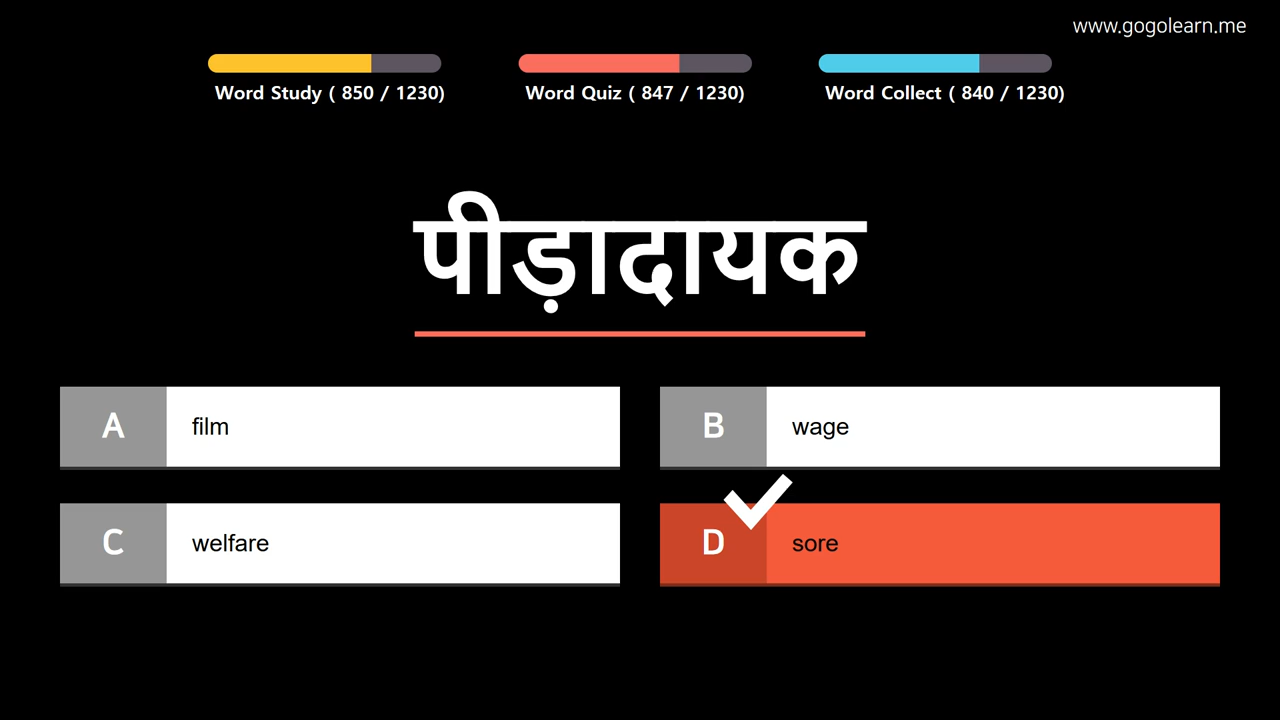 www.gogolearn.me
Word Study ( 850 / 1230)
Word Quiz ( 847 / 1230)
Word Collect ( 840 / 1230)
पीड़ादायक
A film
B wage
C welfare
D sore